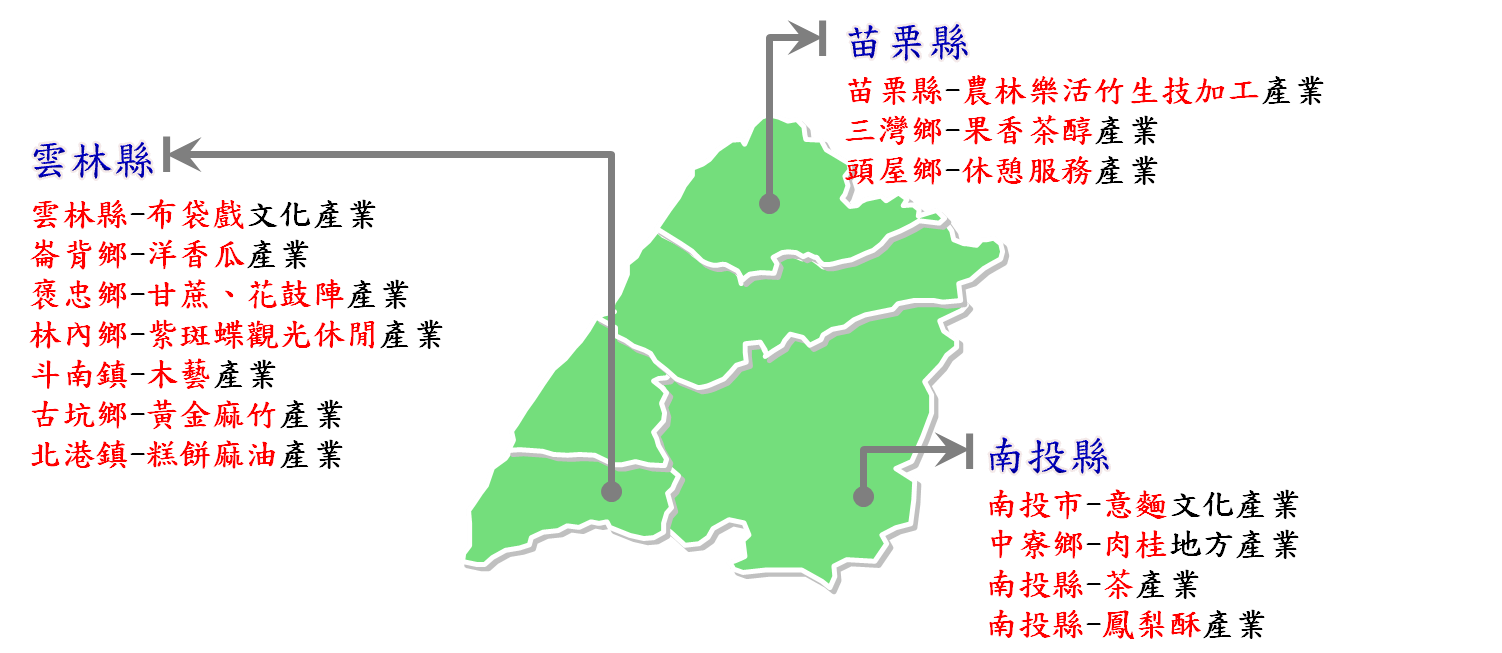 苗栗縣
苗栗縣-農林樂活竹生技加工產業
三灣鄉-果香茶醇產業
頭屋鄉-休憩服務產業
雲林縣
雲林縣-布袋戲文化產業
崙背鄉-洋香瓜產業
褒忠鄉-甘蔗、花鼓陣產業
林內鄉-紫斑蝶觀光休閒產業
斗南鎮-木藝產業
古坑鄉-黃金麻竹產業
北港鎮-糕餅麻油產業
南投縣
南投市-意麵文化產業
中寮鄉-肉桂地方產業
南投縣-茶產業
南投縣-鳳梨酥產業